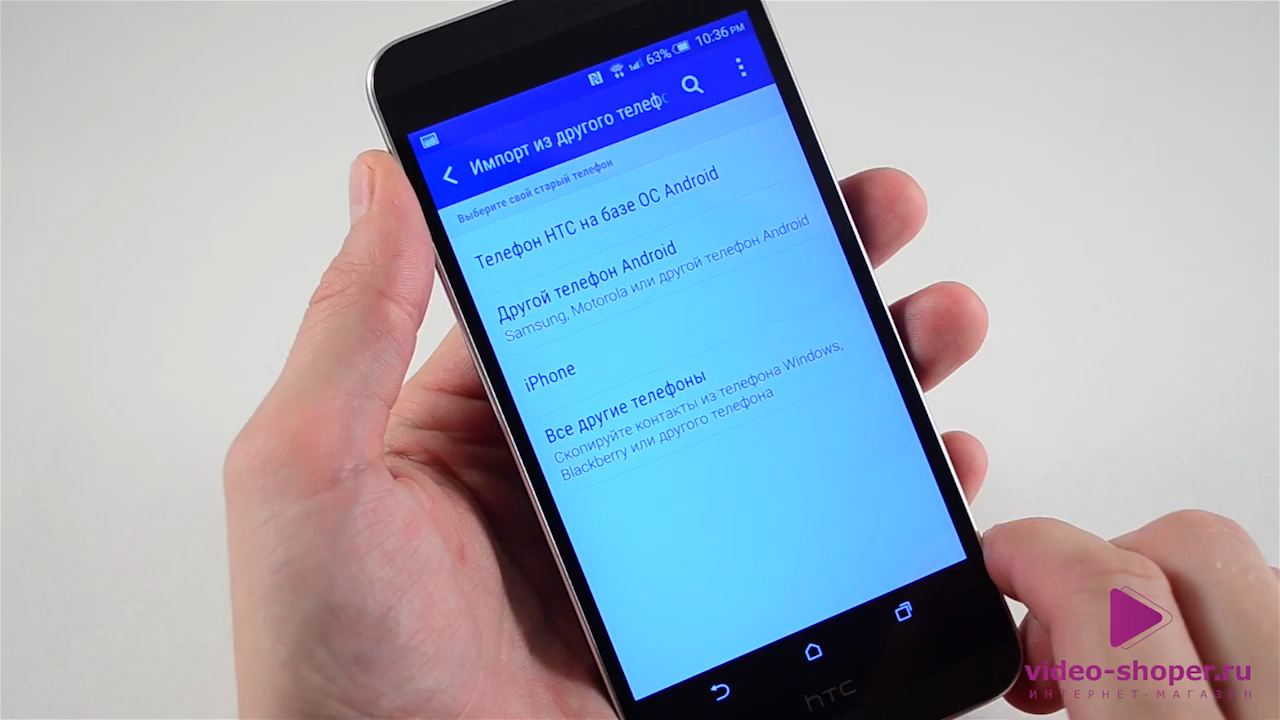 63% 10:36 PM
Импорт из другого телефо
Выберите свой старый телефон
Телефон HTC на базе ОС Android
Другой телефон Android
Samsung, Motorola или другой телефон Android
iPhone
Все другие телефоны
Скопируйте контакты из телефона Windows,
Blackberry или другого телефона
hTC
video-shoper.ru
ИНТЕРНЕТ-МАГАЗИН